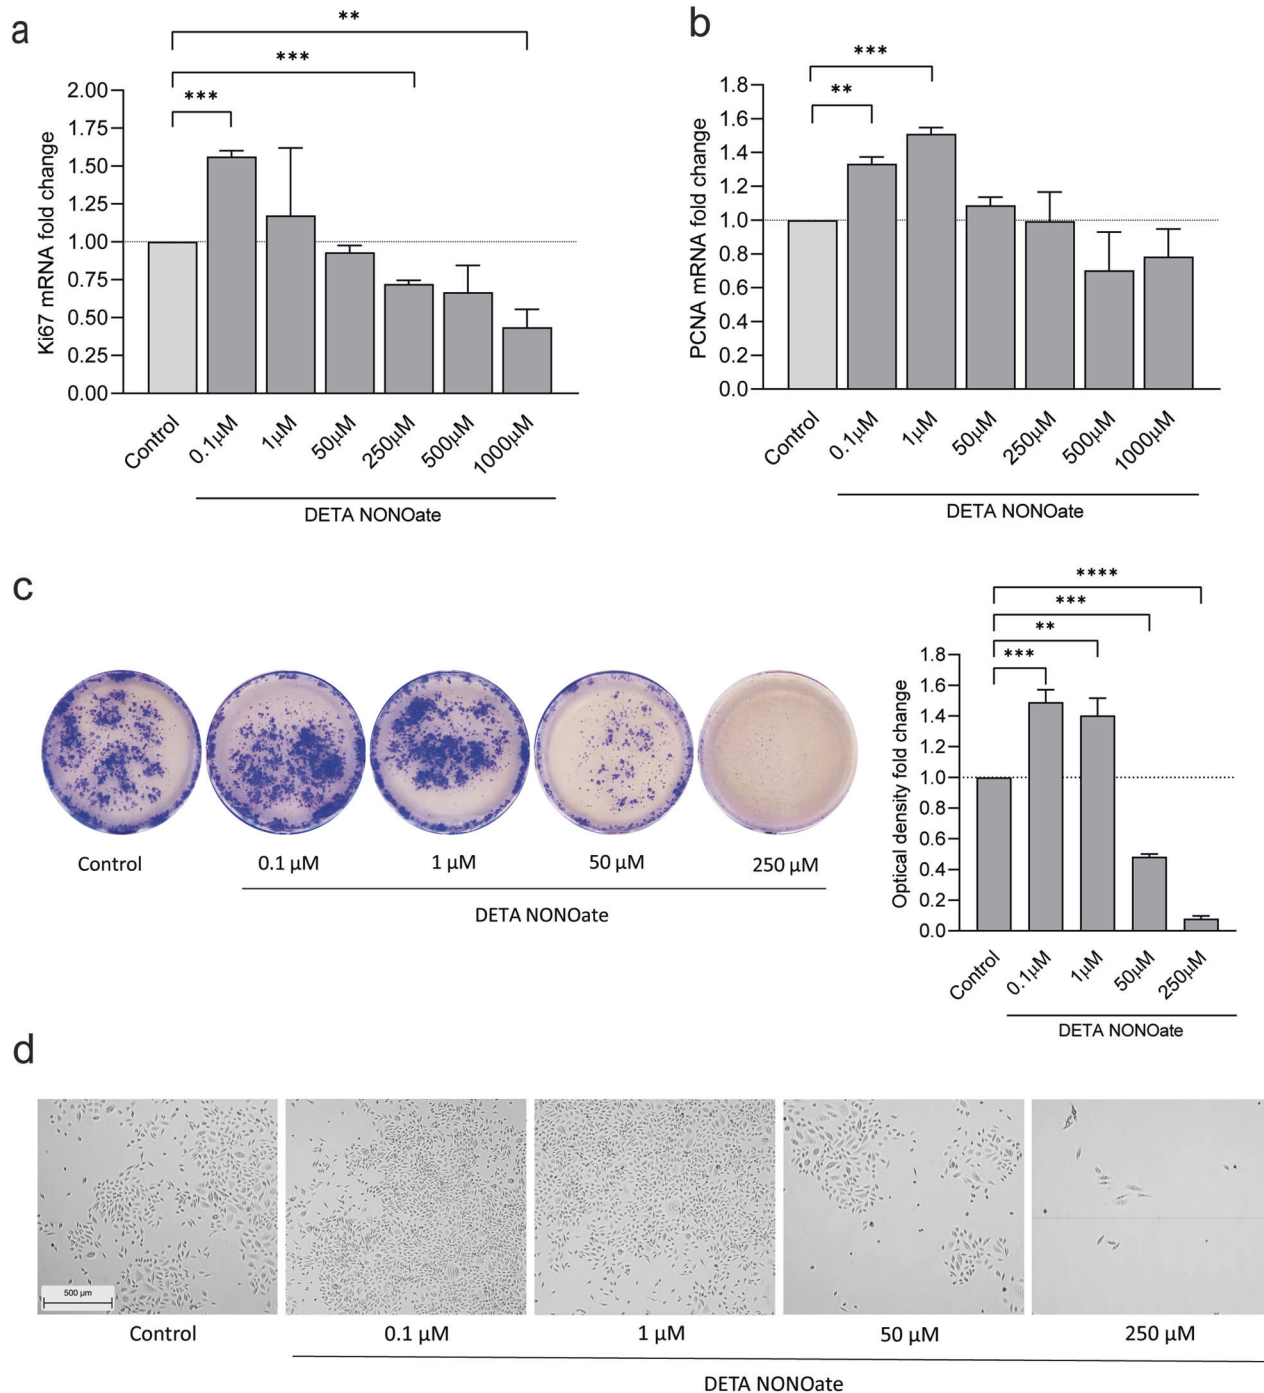 a
**
***
***
Ki67 mRNA fold change
2.00
1.75
1.50
1.25
1.00
0.75
0.50
0.25
0.00
Control
0.1µM
1µM
50µM
250µM
500µM
1000µM
DETA NONOate
b
***
**
PCNA mRNA fold change
1.8
1.6
1.4
1.2
1.0
0.8
0.6
0.4
0.2
0.0
Control
0.1µM
1µM
50µM
250µM
500µM
1000µM
DETA NONOate
c
Control
0.1 µM
1 µM
50 µM
250 µM
DETA NONOate
****
***
**
***
Optical density fold change
1.8
1.6
1.4
1.2
1.0
0.8
0.6
0.4
0.2
0.0
Control
0.1µM
1µM
50µM
250µM
DETA NONOate
d
500 µm
Control
0.1 µM
1 µM
50 µM
250 µM
DETA NONOate